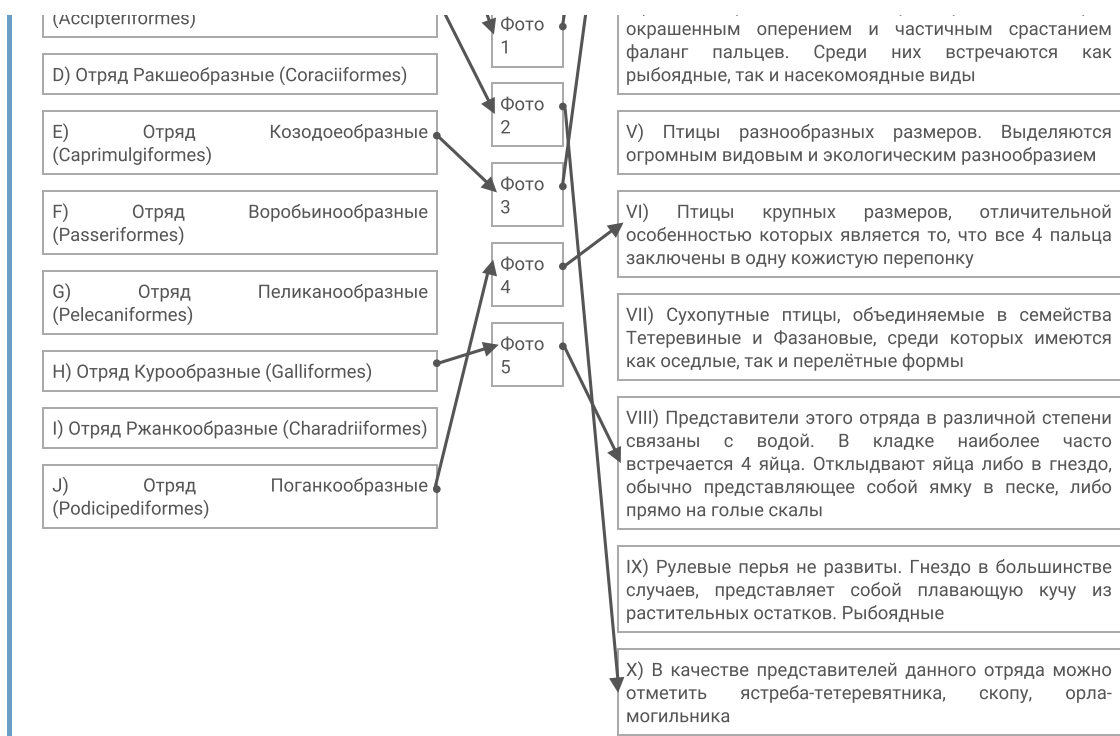 (Accipteriformes)
D) Отряд Ракшеобразные (Coraciiformes)
E) Отряд Козодоеобразные
(Caprimulgiformes)
F) Отряд Воробьинообразные
(Passeriformes)
G) Отряд Пеликанообразные
(Pelecaniformes)
H) Отряд Курообразные (Galliformes)
I) Отряд Ржанкообразные (Charadriiformes)
J) Отряд Поганкообразные
(Podicipediformes)
Фото
1
Фото
2
Фото
3
Фото
4
Фото
5
окрашенным оперением и частичным срастанием
фаланг пальцев. Среди них встречаются как
рыбоядные, так и насекомоядные виды
V) Птицы разнообразных размеров. Выделяются
огромным видовым и экологическим разнообразием
VI) Птицы крупных размеров, отличительной
особенностью которых является то, что все 4 пальца
заключены в одну кожистую перепонку
VII) Сухопутные птицы, объединяемые в семейства
Тетеревиные и Фазановые, среди которых имеются
как оседлые, так и перелётные формы
VIII) Представители этого отряда в различной степени
связаны с водой. В кладке наиболее часто
встречается 4 яйца. Отклыдвают яйца либо в гнездо,
обычно представляющее собой ямку в песке, либо
прямо на голые скалы
IX) Рулевые перья не развиты. Гнездо в большинстве
случаев, представляет собой плавающую кучу из
растительных остатков. Рыбоядные
X) В качестве представителей данного отряда можно
отметить ястреба-тетеревятника, скопу, орла-
могильника